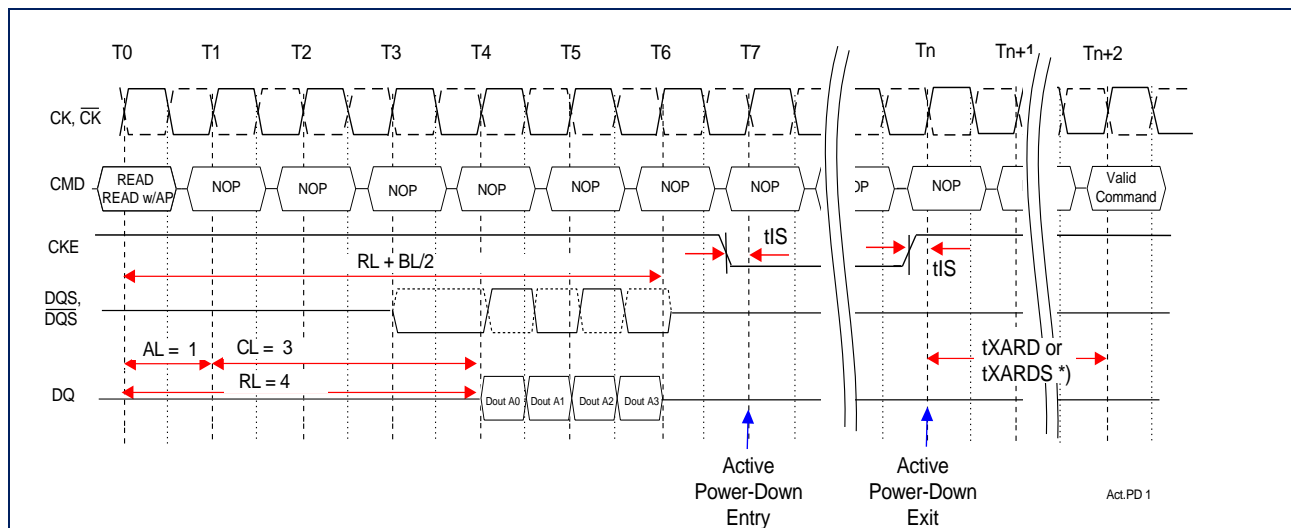 T0 T1 T2 T3 T4 T5 T6 T7 Tn Tn+1 Tn+2
CK, CK
CMD READ NOP NOP NOP NOP NOP NOP NOP OP NOP Valid
READ w/AP Command
CKE tIS tIS
RL + BL/2
DQS,
DQS
AL = 1 CL = 3 tXARD or
RL = 4 tXARDS *)
DQ Dout A0 Dout A1 Dout A2 Dout A3
Active Active
Power-Down Power-Down Act.PD 1
Entry Exit